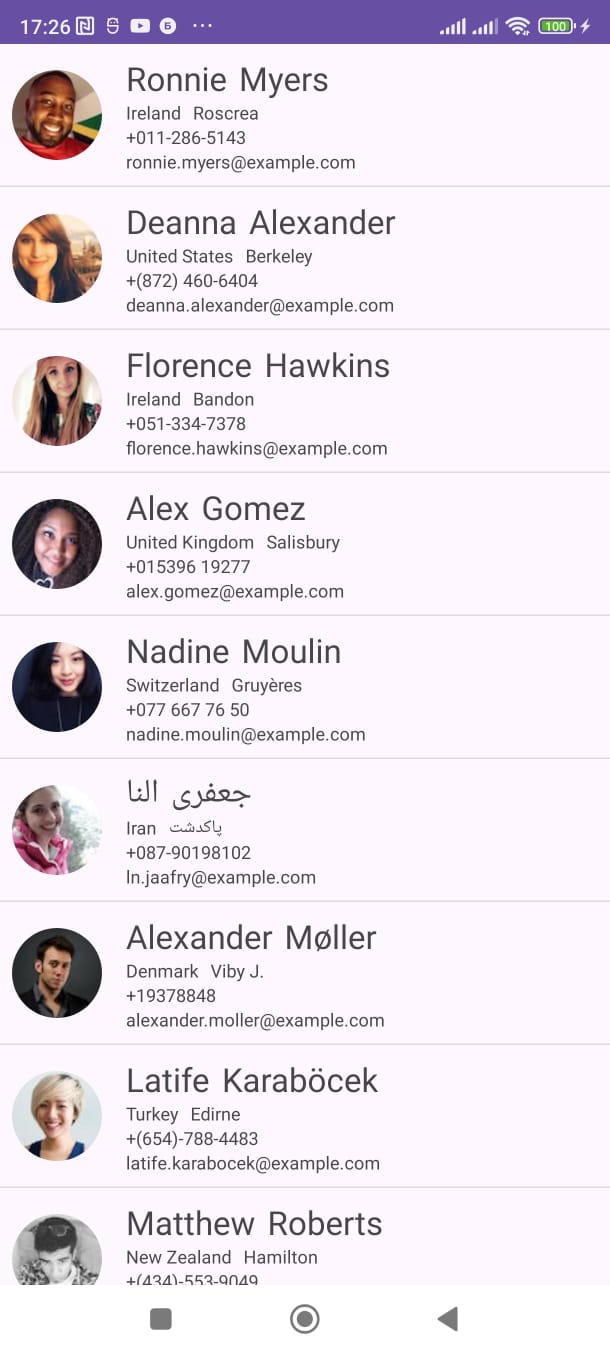 17:26 ... 100
Ronnie Myers
Ireland Roscrea
+011-286-5143
ronnie.myers@example.com
Deanna Alexander
United States Berkeley
+(872) 460-6404
deanna.alexander@example.com
Florence Hawkins
Ireland Bandon
+051-334-7378
florence.hawkins@example.com
Alex Gomez
United Kingdom Salisbury
+015396 19277
alex.gomez@example.com
Nadine Moulin
Switzerland Gruyères
+077 667 76 50
nadine.moulin@example.com
جعفری النا
Iran پاکدشت
+087-90198102
ln.jaafry@example.com
Alexander Møller
Denmark Viby J.
+19378848
alexander.moller@example.com
Latife Karaböcek
Turkey Edirne
+(654)-788-4483
latife.karabocek@example.com
Matthew Roberts
New Zealand Hamilton
+(434)-553-9049